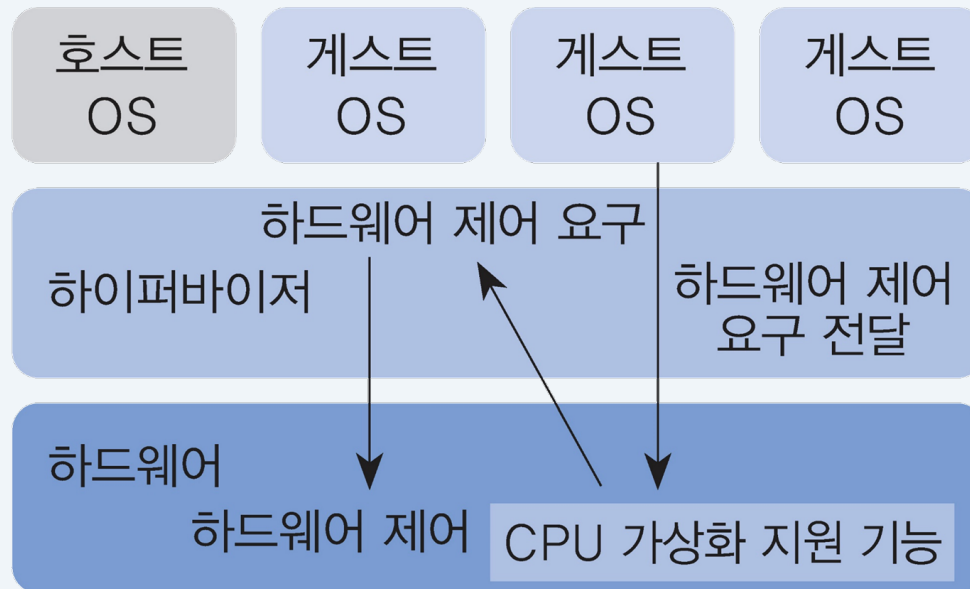 호스트
OS
게스트
OS
게스트
OS
게스트
OS
하드웨어 제어 요구
하이퍼바이저
하드웨어 제어
요구 전달
하드웨어
하드웨어 제어
CPU 가상화 지원 기능